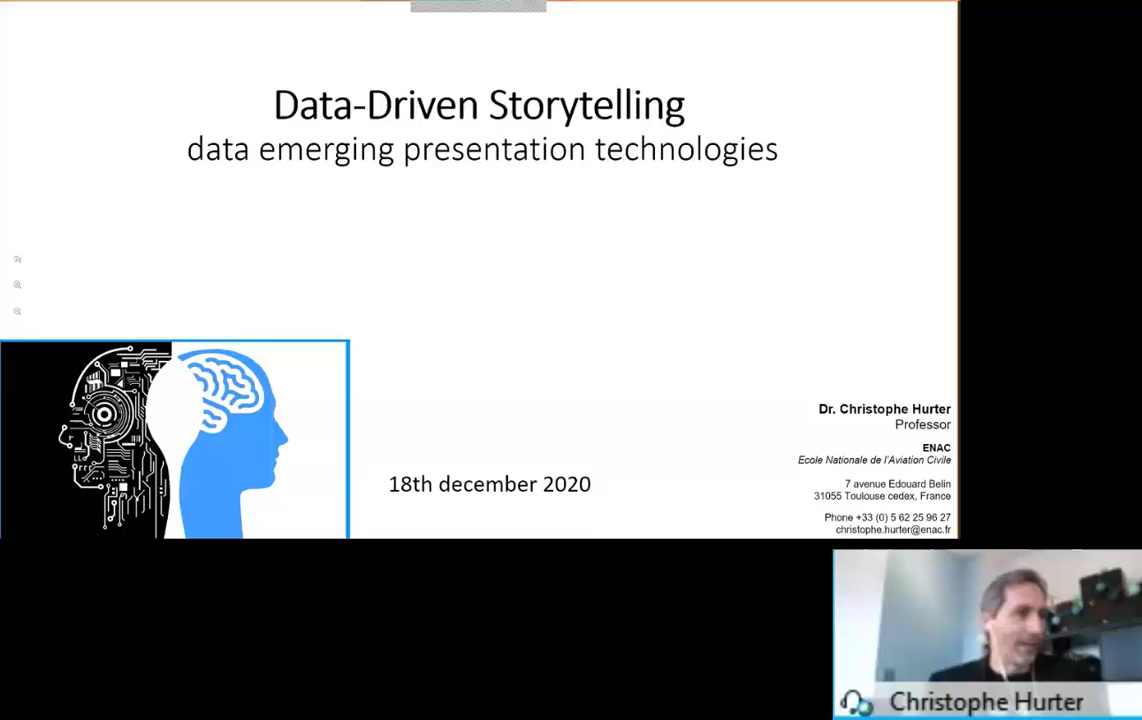 Data-Driven Storytelling
data emerging presentation technologies
18th december 2020
Dr. Christophe Hurter
Professor
ENAC
Ecole Nationale de l'Aviation Civile
7 avenue Edouard Belin
31055 Toulouse cedex, France
Phone +33 (0) 5 62 25 96 27
christophe.hurter@enac.fr
Christophe Hurter